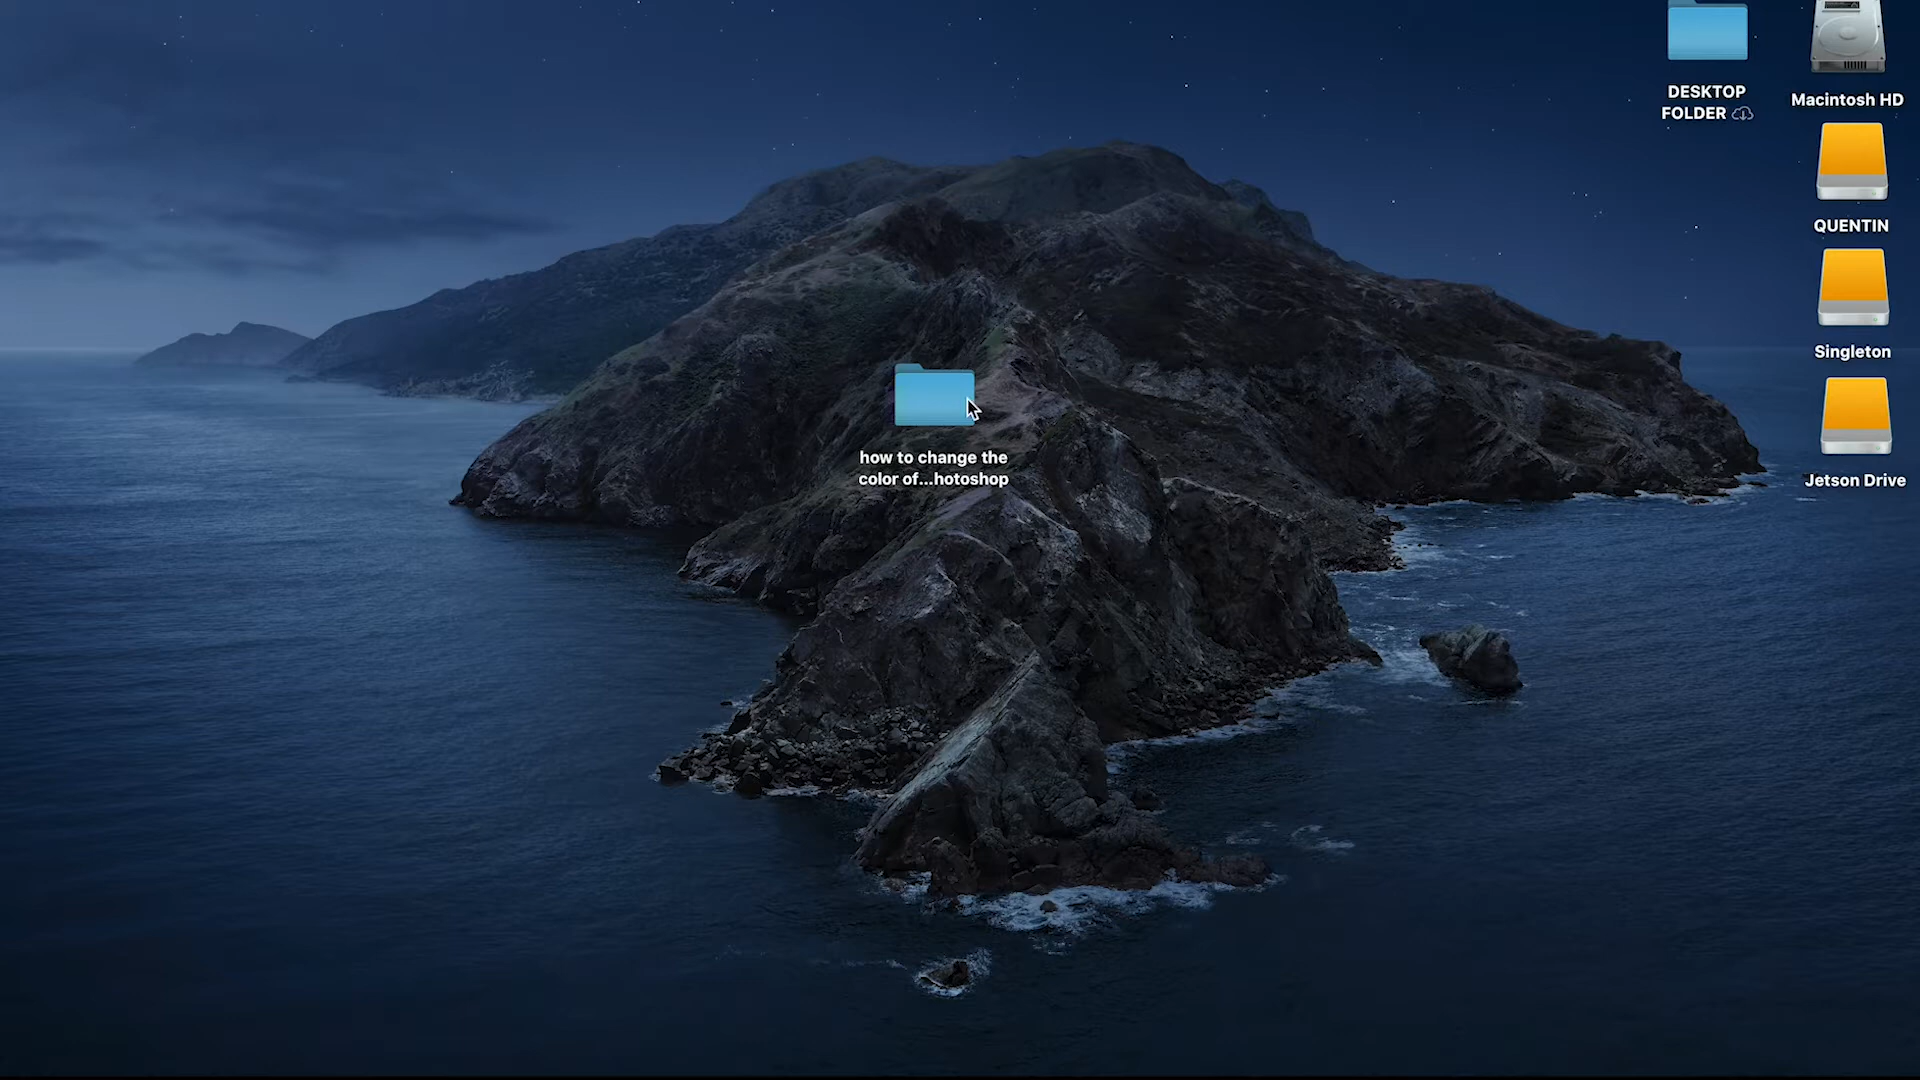 DESKTOP
FOLDER
Macintosh HD
QUENTIN
Singleton
Jetson Drive
how to change the
color of...hotoshop